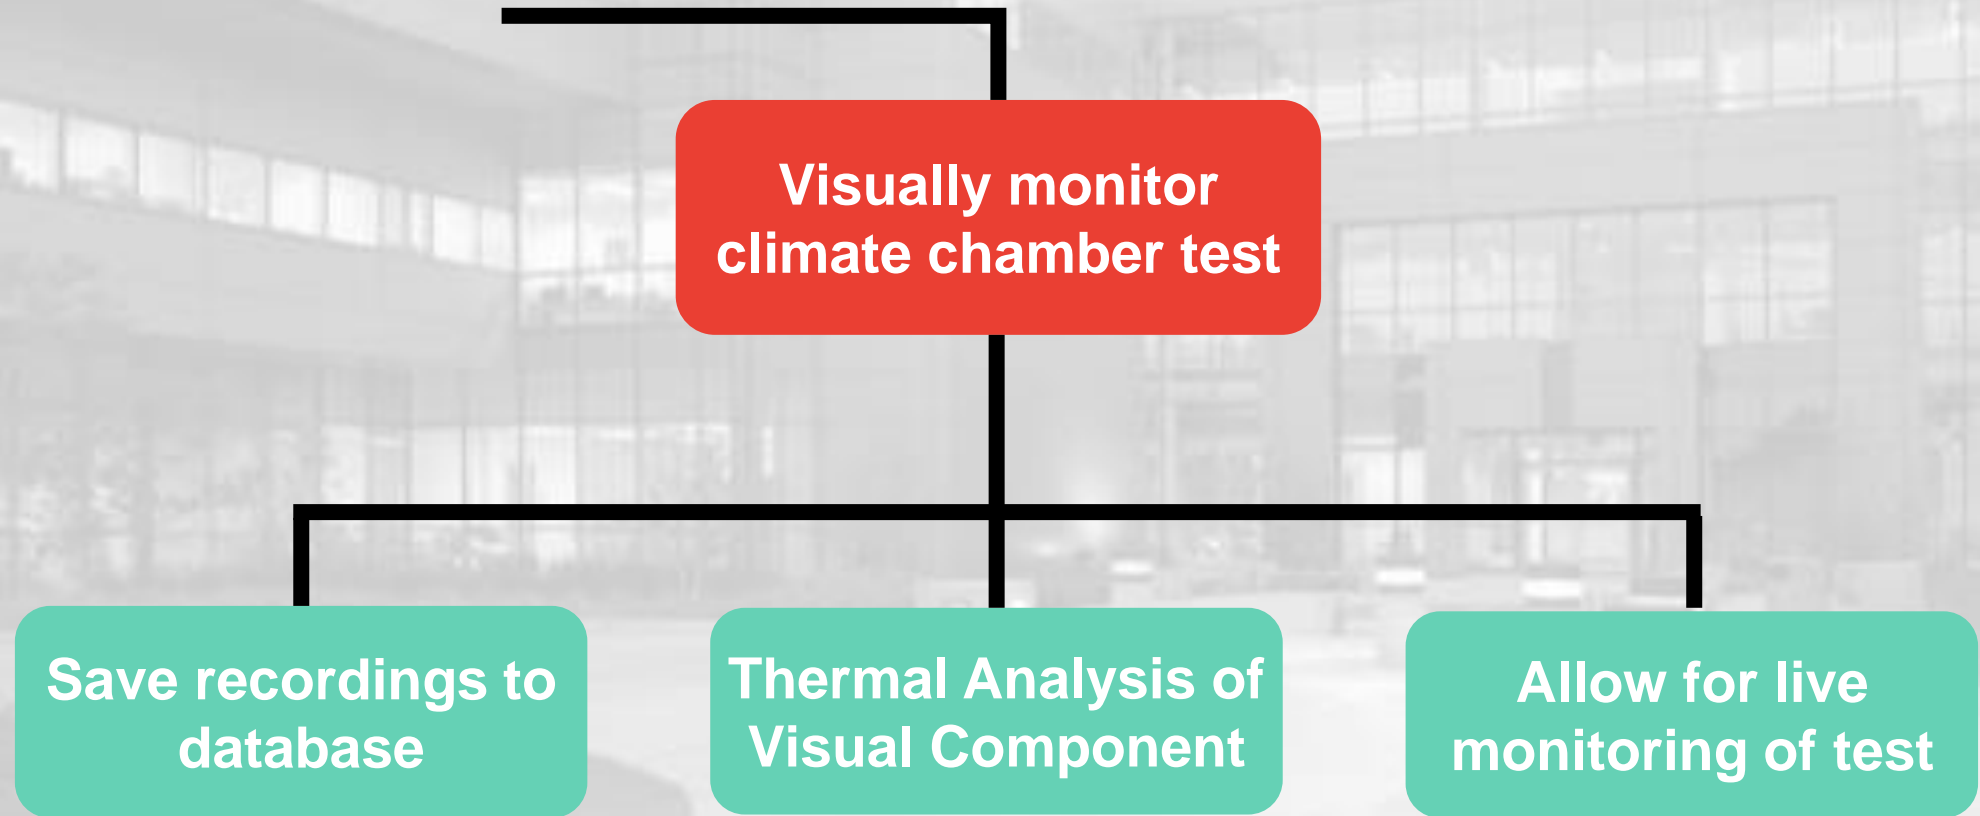 Visually monitor
climate chamber test
Save recordings to
database
Thermal Analysis of
Visual Component
Allow for live
monitoring of test